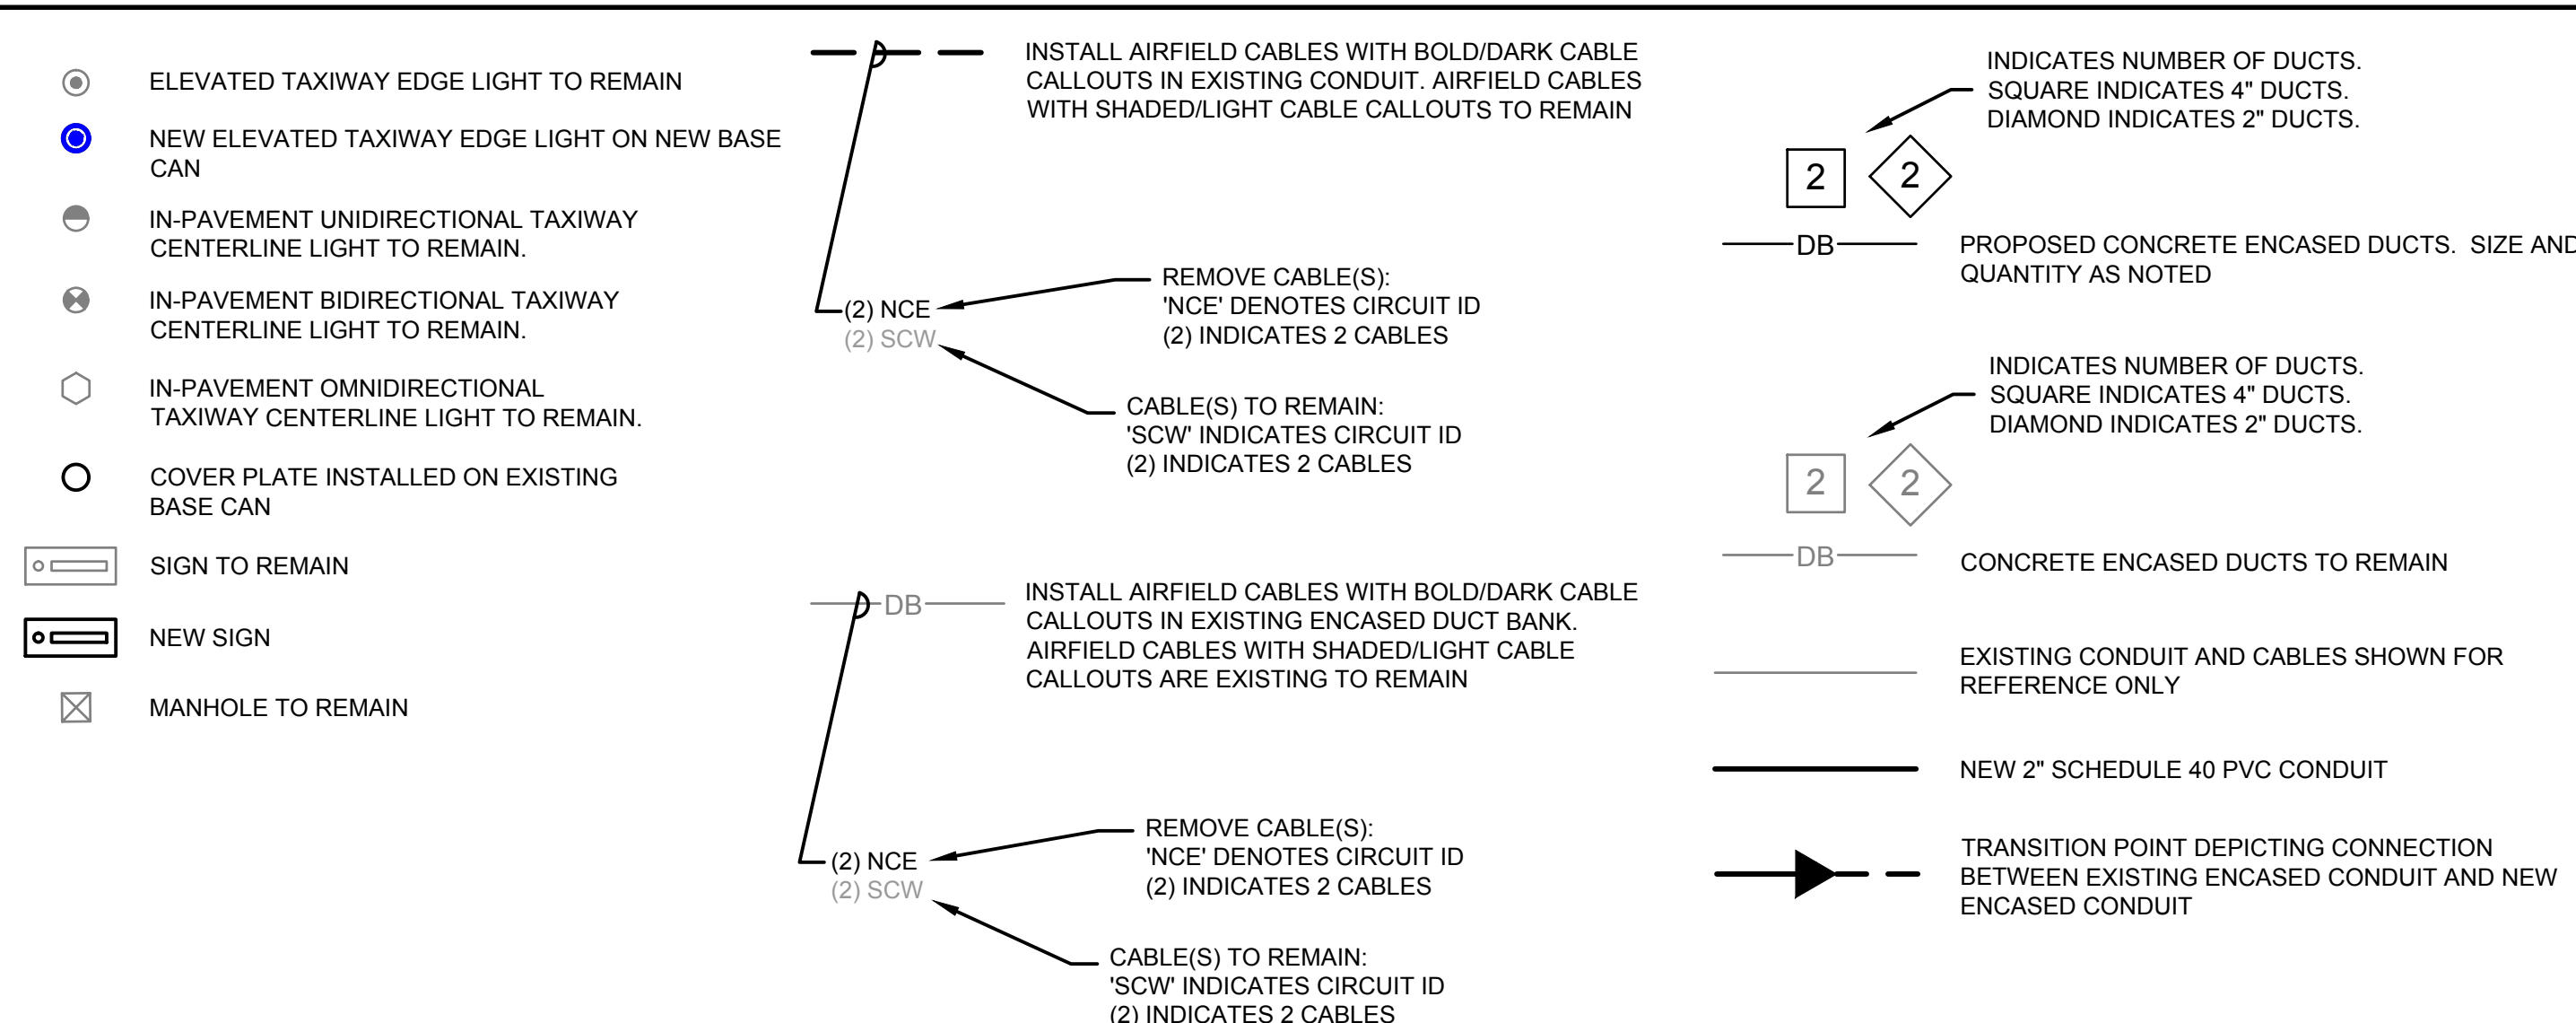 ELEVATED TAXIWAY EDGE LIGHT TO REMAIN
NEW ELEVATED TAXIWAY EDGE LIGHT ON NEW BASE
CAN
IN-PAVEMENT UNIDIRECTIONAL TAXIWAY
CENTERLINE LIGHT TO REMAIN.
IN-PAVEMENT BIDIRECTIONAL TAXIWAY
CENTERLINE LIGHT TO REMAIN.
IN-PAVEMENT OMNIDIRECTIONAL
TAXIWAY CENTERLINE LIGHT TO REMAIN.
COVER PLATE INSTALLED ON EXISTING
BASE CAN
SIGN TO REMAIN
NEW SIGN
MANHOLE TO REMAIN
INSTALL AIRFIELD CABLES WITH BOLD/DARK CABLE
CALLOUTS IN EXISTING CONDUIT. AIRFIELD CABLES
WITH SHADED/LIGHT CABLE CALLOUTS TO REMAIN
REMOVE CABLE(S):
'NCE' DENOTES CIRCUIT ID
(2) INDICATES 2 CABLES
(2) NCE
(2) SCW
CABLE(S) TO REMAIN:
'SCW' INDICATES CIRCUIT ID
(2) INDICATES 2 CABLES
DB
INSTALL AIRFIELD CABLES WITH BOLD/DARK CABLE
CALLOUTS IN EXISTING ENCASED DUCT BANK.
AIRFIELD CABLES WITH SHADED/LIGHT CABLE
CALLOUTS ARE EXISTING TO REMAIN
REMOVE CABLE(S):
'NCE' DENOTES CIRCUIT ID
(2) INDICATES 2 CABLES
(2) NCE
(2) SCW
CABLE(S) TO REMAIN:
'SCW' INDICATES CIRCUIT ID
(2) INDICATES 2 CABLES
INDICATES NUMBER OF DUCTS.
SQUARE INDICATES 4" DUCTS.
DIAMOND INDICATES 2" DUCTS.
2 2
DB
PROPOSED CONCRETE ENCASED DUCTS. SIZE AND
QUANTITY AS NOTED
INDICATES NUMBER OF DUCTS.
SQUARE INDICATES 4" DUCTS.
DIAMOND INDICATES 2" DUCTS.
2 2
DB
CONCRETE ENCASED DUCTS TO REMAIN
EXISTING CONDUIT AND CABLES SHOWN FOR
REFERENCE ONLY
NEW 2" SCHEDULE 40 PVC CONDUIT
TRANSITION POINT DEPICTING CONNECTION
BETWEEN EXISTING ENCASED CONDUIT AND NEW
ENCASED CONDUIT